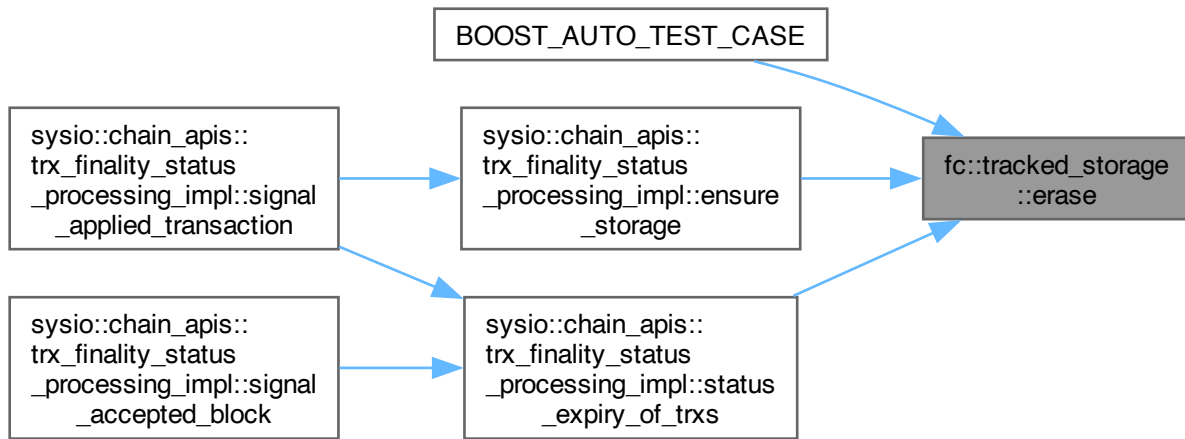 BOOST_AUTO_TEST_CASE
sysio::chain_apis::
trx_finality_status
_processing_impl::signal
_applied_transaction
sysio::chain_apis::
trx_finality_status
_processing_impl::ensure
_storage
fc::tracked_storage
::erase
sysio::chain_apis::
trx_finality_status
_processing_impl::signal
_accepted_block
sysio::chain_apis::
trx_finality_status
_processing_impl::status
_expiry_of_trxs